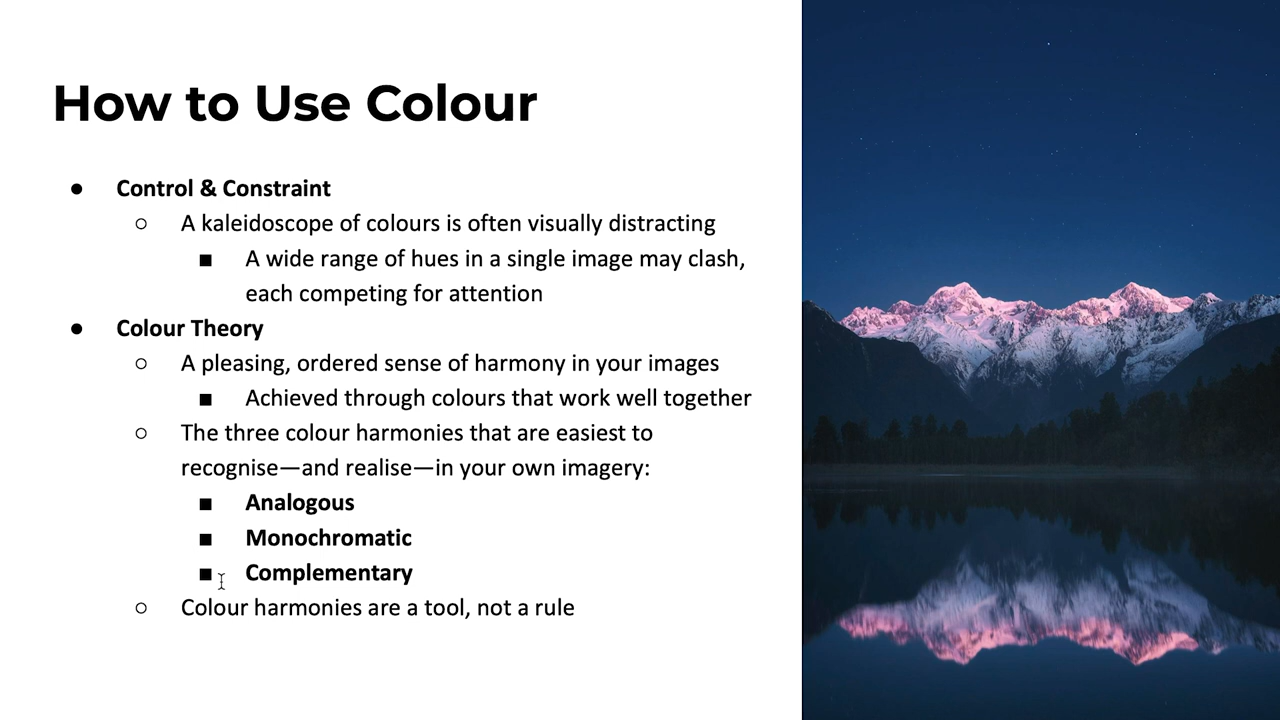 How to Use Colour
● Control & Constraint
○ A kaleidoscope of colours is often visually distracting
■ A wide range of hues in a single image may clash,
each competing for attention
● Colour Theory
○ A pleasing, ordered sense of harmony in your images
■ Achieved through colours that work well together
○ The three colour harmonies that are easiest to
recognise—and realise—in your own imagery:
■ Analogous
■ Monochromatic
■ Complementary
○ Colour harmonies are a tool, not a rule